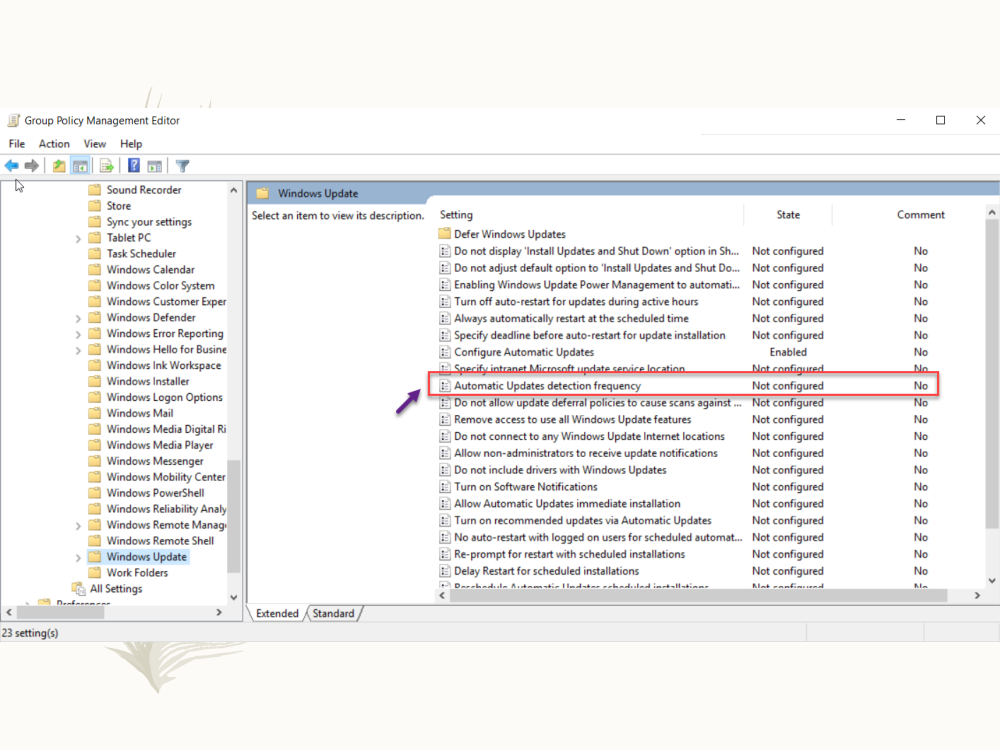 Group Policy Management Editor
File Action View Help
Sound Recorder
Store
Sync your settings
Tablet PC
Task Scheduler
Windows Calendar
Windows Color System
Windows Customer Exper
Windows Defender
Windows Error Reporting
Windows Hello for Busine
Windows Ink Workspace
Windows Installer
Windows Logon Options
Windows Mail
Windows Media Digital Ri
Windows Media Player
Windows Messenger
Windows Mobility Center
Windows PowerShell
Windows Reliability Analy
Windows Remote Manag
Windows Remote Shell
Windows Update
Work Folders
All Settings
Preferences
Windows Update
Select an item to view its description.
Setting State Comment
Defer Windows Updates
Do not display 'Install Updates and Shut Down' option in Sh... Not configured No
Do not adjust default option to 'Install Updates and Shut Do... Not configured No
Enabling Windows Update Power Management to automati... Not configured No
Turn off auto-restart for updates during active hours Not configured No
Always automatically restart at the scheduled time Not configured No
Specify deadline before auto-restart for update installation Not configured No
Configure Automatic Updates Enabled No
Specify intranet Microsoft update service location Not configured No
Automatic Updates detection frequency Not configured No
Do not allow update deferral policies to cause scans against ... Not configured No
Remove access to use all Windows Update features Not configured No
Do not connect to any Windows Update Internet locations Not configured No
Allow non-administrators to receive update notifications Not configured No
Do not include drivers with Windows Updates Not configured No
Turn on Software Notifications Not configured No
Allow Automatic Updates immediate installation Not configured No
Turn on recommended updates via Automatic Updates Not configured No
No auto-restart with logged on users for scheduled automat... Not configured No
Re-prompt for restart with scheduled installations Not configured No
Delay Restart for scheduled installations Not configured No
Reschedule Automatic Updates scheduled installations Not configured No
Extended Standard
23 setting(s)